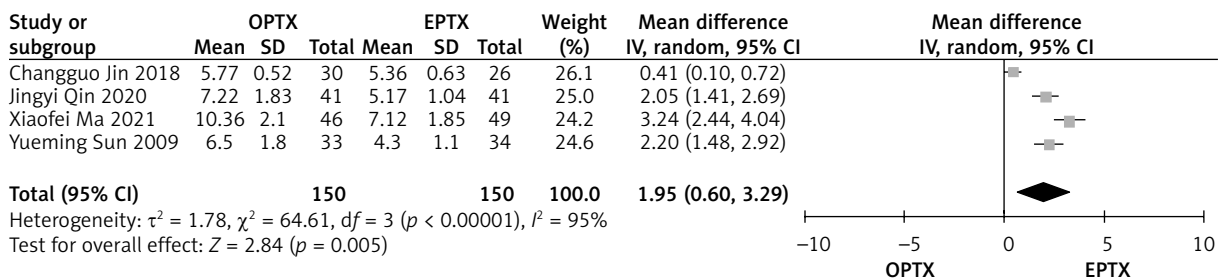 Study or OPTX EPTX Weight Mean difference Mean difference
subgroup Mean SD Total Mean SD Total (%) IV, random, 95% CI IV, random, 95% CI
Changguo Jin 2018 5.77 0.52 30 5.36 0.63 26 26.1 0.41 (0.10, 0.72)
Jingyi Qin 2020 7.22 1.83 41 5.17 1.04 41 25.0 2.05 (1.41, 2.69)
Xiaofei Ma 2021 10.36 2.1 46 7.12 1.85 49 24.2 3.24 (2.44, 4.04)
Yueming Sun 2009 6.5 1.8 33 4.3 1.1 34 24.6 2.20 (1.48, 2.92)
Total (95% CI) 150 150 100.0 1.95 (0.60, 3.29)
Heterogeneity: τ² = 1.78, χ² = 64.61, df = 3 (p < 0.00001), I² = 95%
Test for overall effect: Z = 2.84 (p = 0.005)
−10 −5 0 5 10
OPTX EPTX